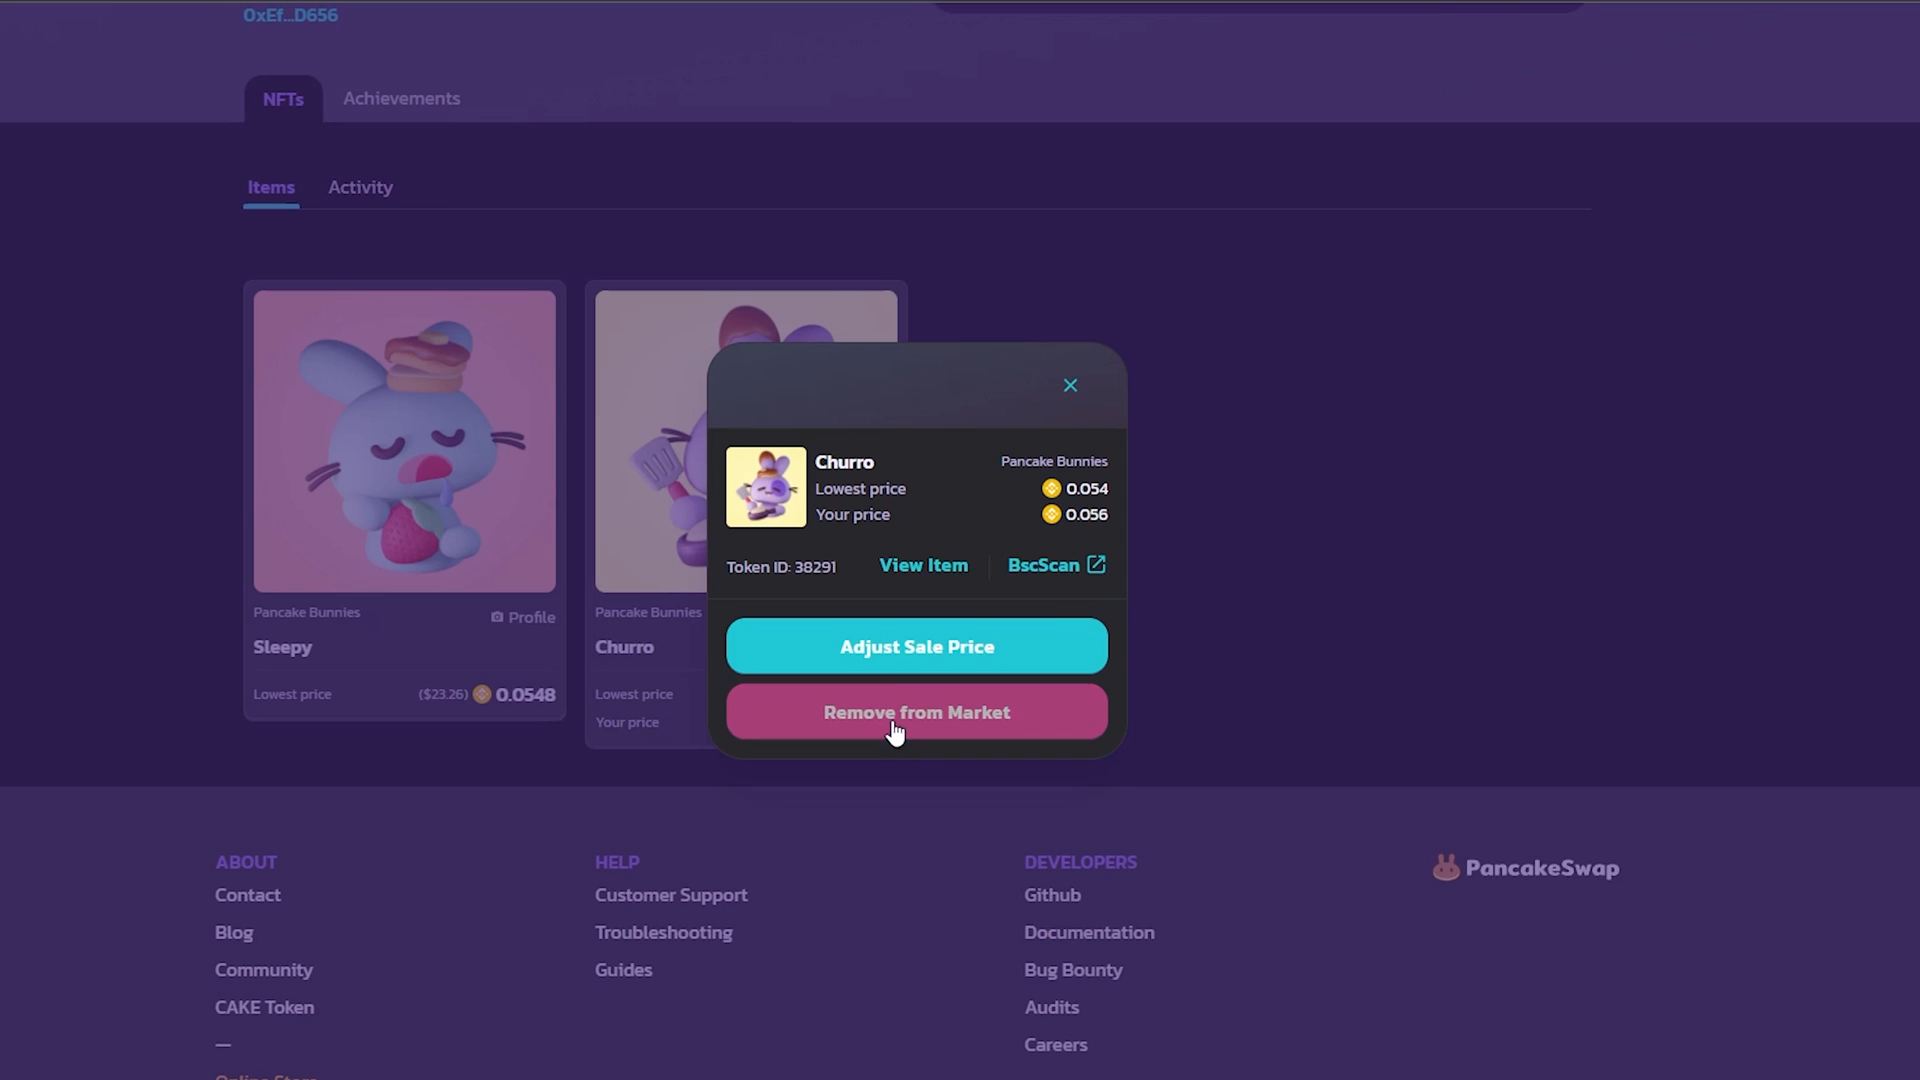 0xEf...D656
NFTs
Achievements
Items
Activity
Pancake Bunnies
Profile
Sleepy
Lowest price
($23.26)
0.0548
Pancake Bunnies
Churro
Lowest price
Your price
Churro
Pancake Bunnies
Lowest price
0.054
Your price
0.056
Token ID: 38291
View Item
BscScan
Adjust Sale Price
Remove from Market
ABOUT
Contact
Blog
Community
CAKE Token
—
Online Store
HELP
Customer Support
Troubleshooting
Guides
DEVELOPERS
Github
Documentation
Bug Bounty
Audits
Careers
PancakeSwap